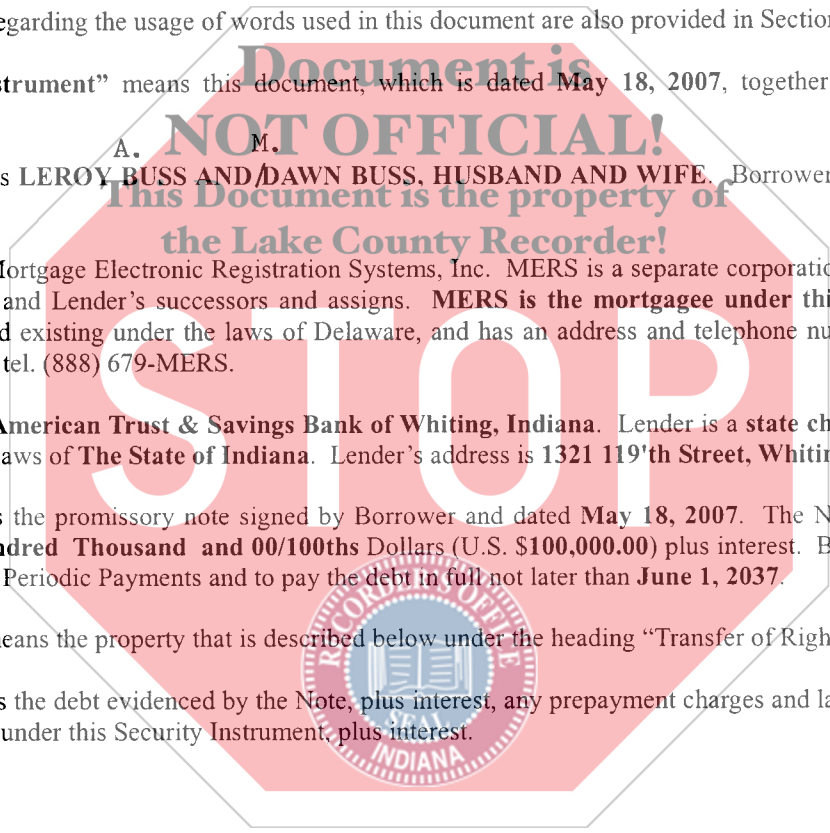 egarding the usage of words used in this document are also provided in Section
Document is
strument” means this document, which is dated May 18, 2007, together
NOT OFFICIAL!
A. M.
s LEROY BUSS AND/DAWN BUSS, HUSBAND AND WIFE. Borrower
This Document is the property of
the Lake County Recorder!
Mortgage Electronic Registration Systems, Inc. MERS is a separate corporatio
and Lender’s successors and assigns. MERS is the mortgagee under thi
d existing under the laws of Delaware, and has an address and telephone nu
tel. (888) 679-MERS.
STOP
American Trust & Savings Bank of Whiting, Indiana. Lender is a state ch
aws of The State of Indiana. Lender’s address is 1321 119'th Street, Whitin
s the promissory note signed by Borrower and dated May 18, 2007. The N
ndred Thousand and 00/100ths Dollars (U.S. $100,000.00) plus interest. B
Periodic Payments and to pay the debt in full not later than June 1, 2037.
RECORDER'S OFFICE
eans the property that is described below under the heading “Transfer of Righ
s the debt evidenced by the Note, plus interest, any prepayment charges and la
SEAL
under this Security Instrument, plus interest.
INDIANA